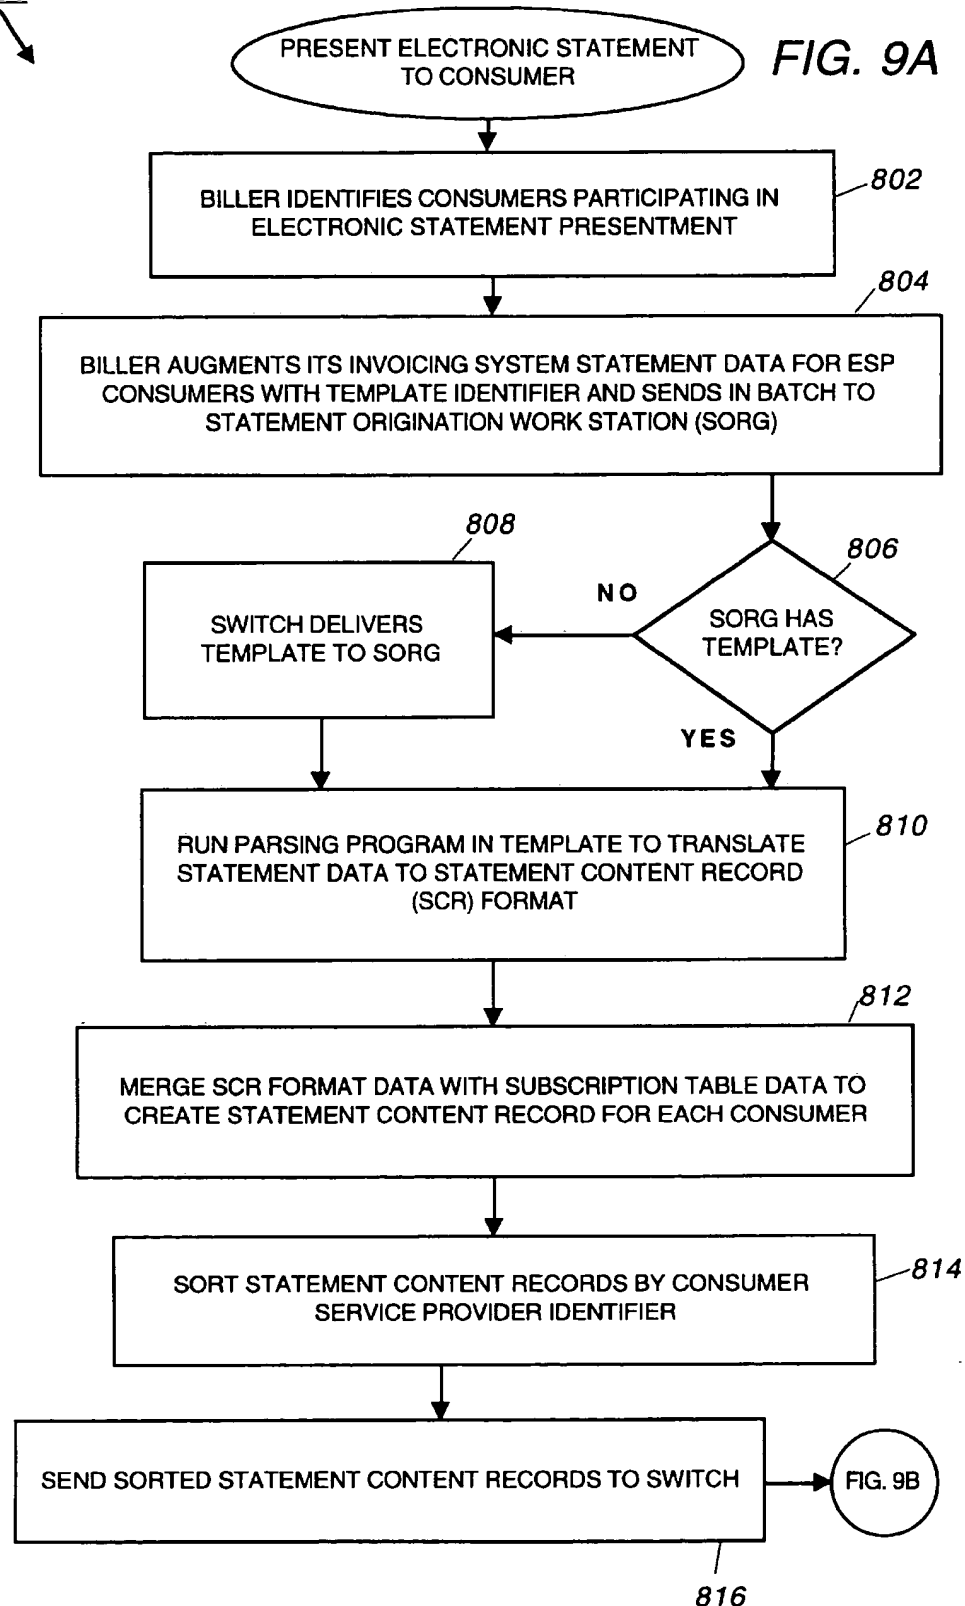 PRESENT ELECTRONIC STATEMENT
TO CONSUMER
FIG. 9A
BILLER IDENTIFIES CONSUMERS PARTICIPATING IN
ELECTRONIC STATEMENT PRESENTMENT
802
804
BILLER AUGMENTS ITS INVOICING SYSTEM STATEMENT DATA FOR ESP
CONSUMERS WITH TEMPLATE IDENTIFIER AND SENDS IN BATCH TO
STATEMENT ORIGINATION WORK STATION (SORG)
808
806
NO
SWITCH DELIVERS
TEMPLATE TO SORG
SORG HAS
TEMPLATE?
YES
RUN PARSING PROGRAM IN TEMPLATE TO TRANSLATE
STATEMENT DATA TO STATEMENT CONTENT RECORD
(SCR) FORMAT
810
812
MERGE SCR FORMAT DATA WITH SUBSCRIPTION TABLE DATA TO
CREATE STATEMENT CONTENT RECORD FOR EACH CONSUMER
SORT STATEMENT CONTENT RECORDS BY CONSUMER
SERVICE PROVIDER IDENTIFIER
814
SEND SORTED STATEMENT CONTENT RECORDS TO SWITCH
FIG. 9B
816